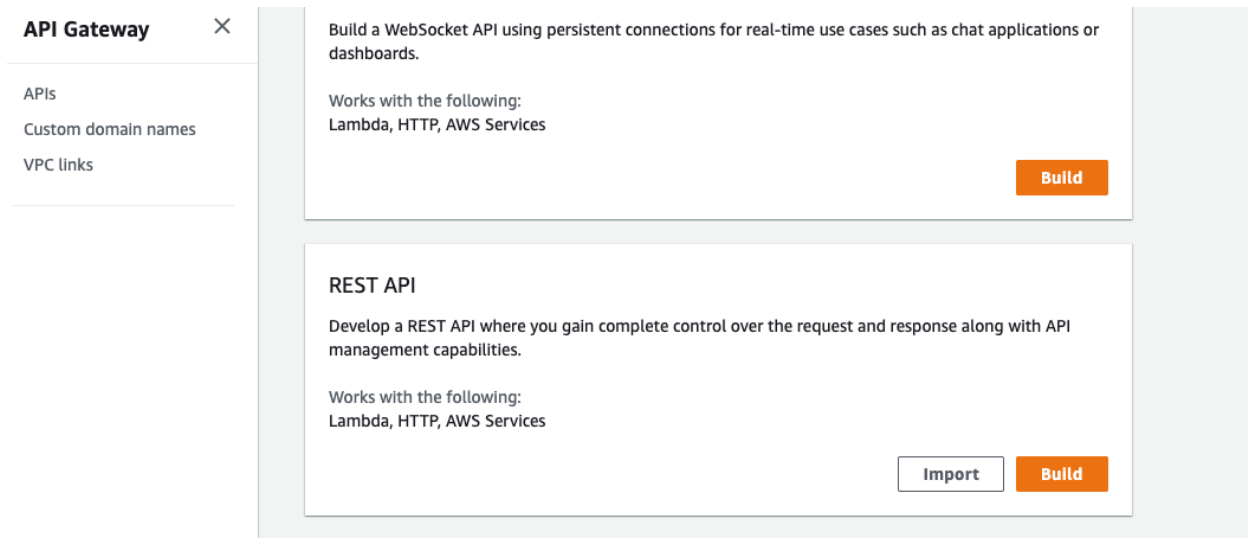 API Gateway
APIs
Custom domain names
VPC links
Build a WebSocket API using persistent connections for real-time use cases such as chat applications or
dashboards.
Works with the following:
Lambda, HTTP, AWS Services
Build
REST API
Develop a REST API where you gain complete control over the request and response along with API
management capabilities.
Works with the following:
Lambda, HTTP, AWS Services
Import
Build